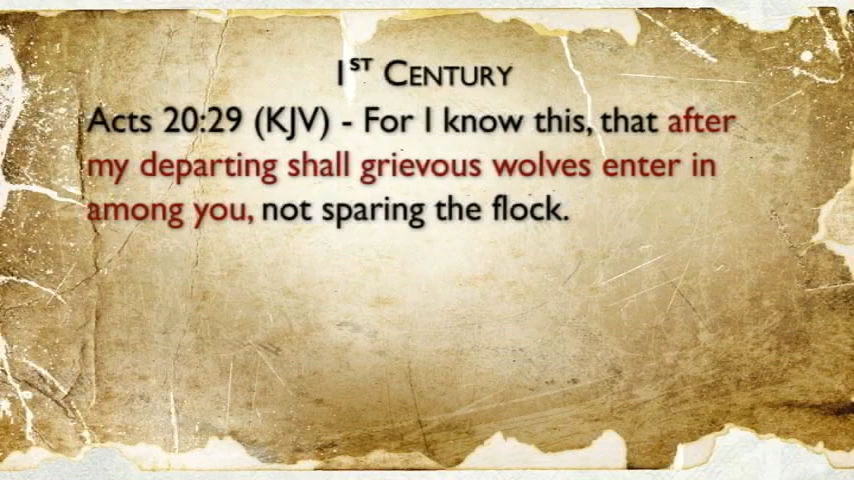 1ST CENTURY
Acts 20:29 (KJV) - For I know this, that after
my departing shall grievous wolves enter in
among you, not sparing the flock.